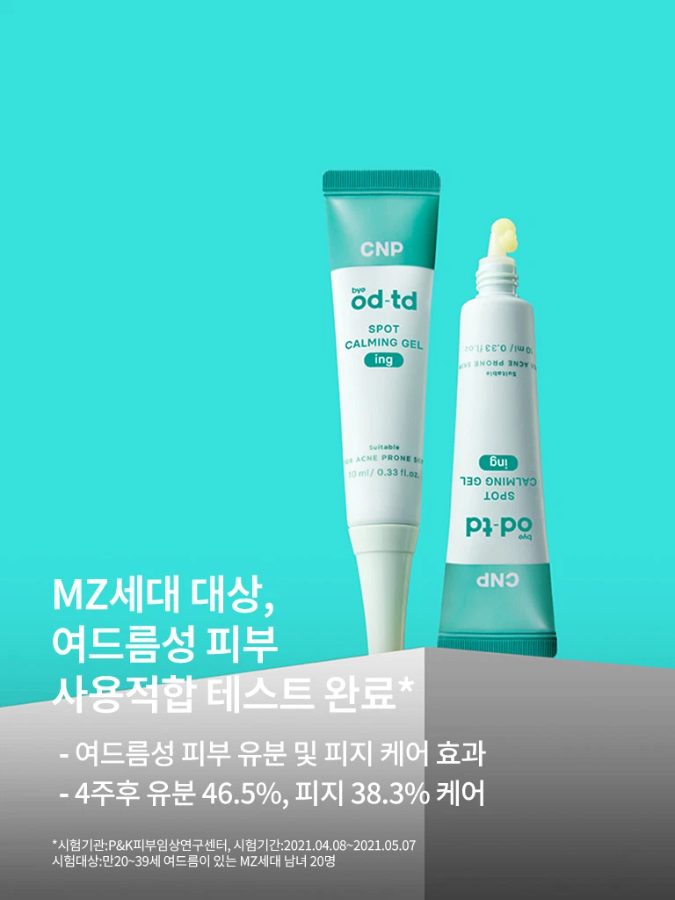 CNP
bye
od-td
SPOT
CALMING GEL
ing
Suitable
FOR ACNE PRONE SKIN
10 ml / 0.33 fl.oz.
10 ml / 0.33 fl.oz
FOR ACNE PRONE SKIN
Suitable
ing
CALMING GEL
SPOT
od-td
bye
CNP
MZ세대 대상,
여드름성 피부
사용적합 테스트 완료*
- 여드름성 피부 유분 및 피지 케어 효과
- 4주후 유분 46.5%, 피지 38.3% 케어
*시험기관:P&K피부임상연구센터, 시험기간:2021.04.08~2021.05.07
시험대상:만20~39세 여드름이 있는 MZ세대 남녀 20명